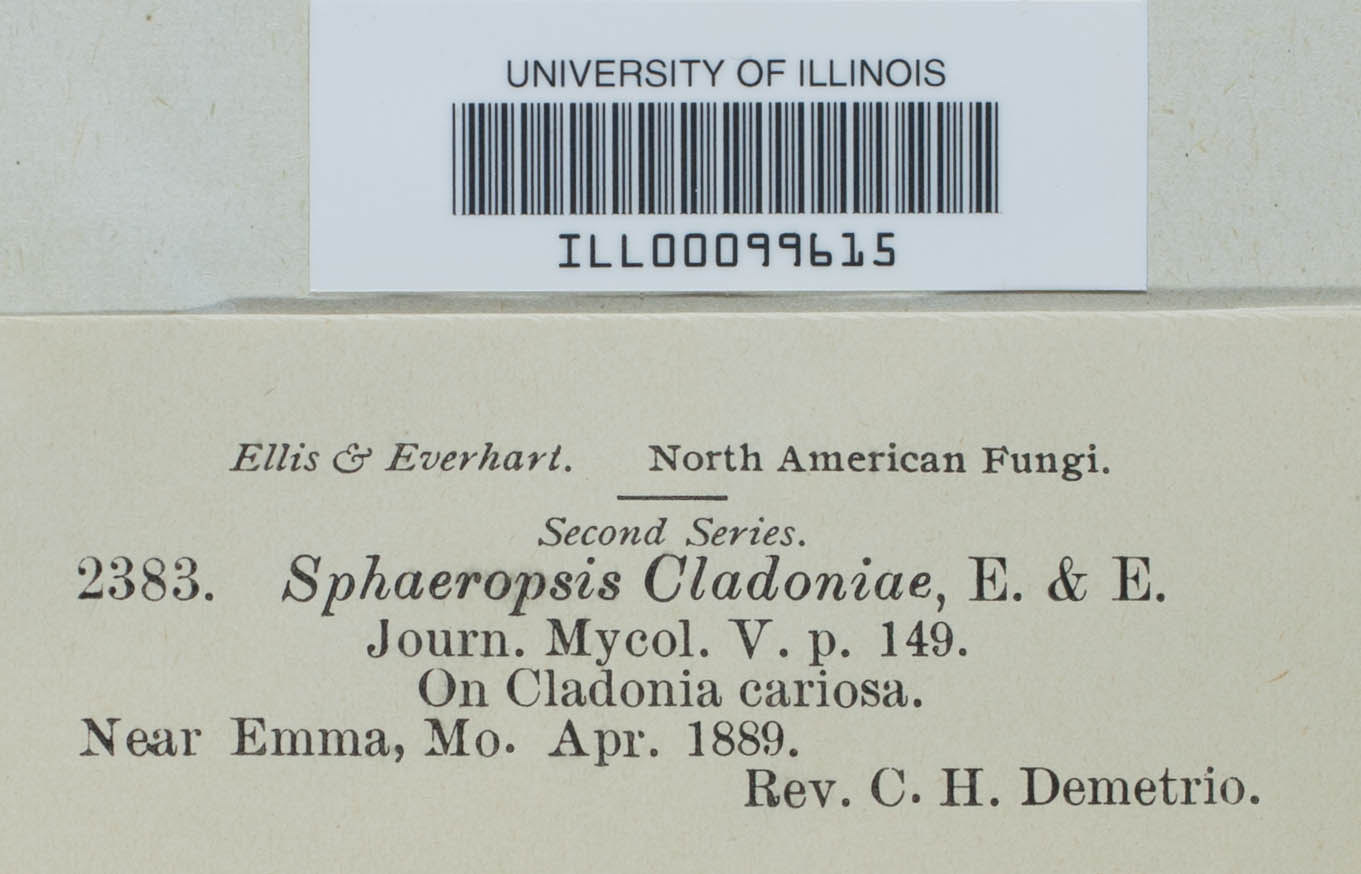 UNIVERSITY OF ILLINOIS
ILL00099615
Ellis & Everhart. North American Fungi.
Second Series.
2383. Sphaeropsis Cladoniae, E. & E.
Journ. Mycol. V. p. 149.
On Cladonia cariosa.
Near Emma, Mo. Apr. 1889.
Rev. C. H. Demetrio.